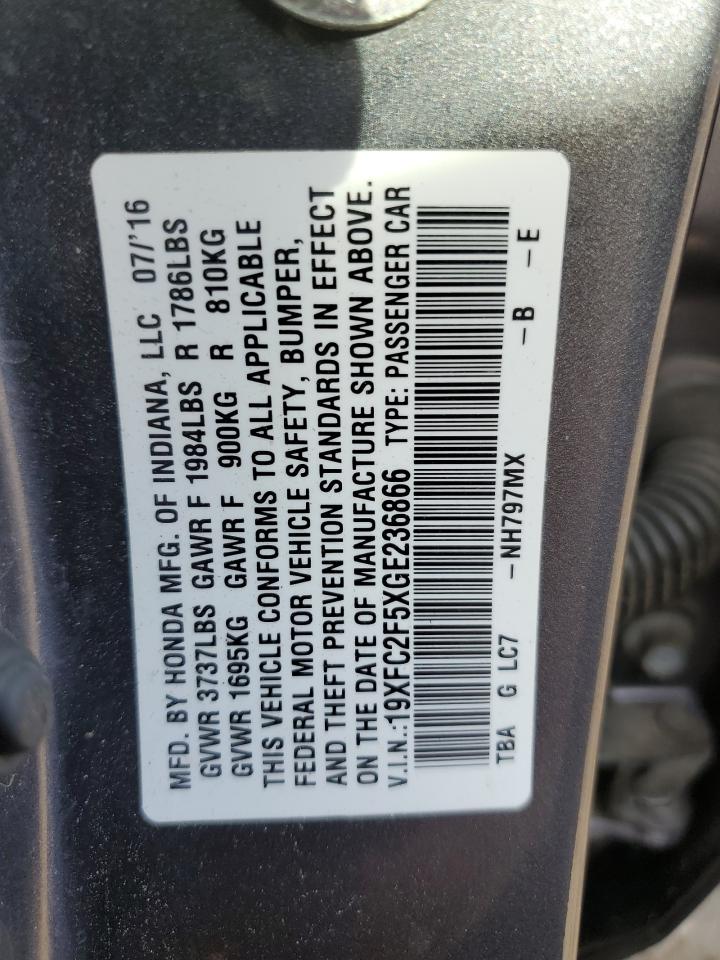 MFD. BY HONDA MFG. OF INDIANA, LLC 07/'16
GVWR 3737LBS GAWR F 1984LBS R 1786LBS
GVWR 1695KG GAWR F 900KG R 810KG
THIS VEHICLE CONFORMS TO ALL APPLICABLE
FEDERAL MOTOR VEHICLE SAFETY, BUMPER,
AND THEFT PREVENTION STANDARDS IN EFFECT
ON THE DATE OF MANUFACTURE SHOWN ABOVE.
V.I.N.:19XFC2F5XGE236866 TYPE: PASSENGER CAR
TBA G LC7 -NH797MX -B -E